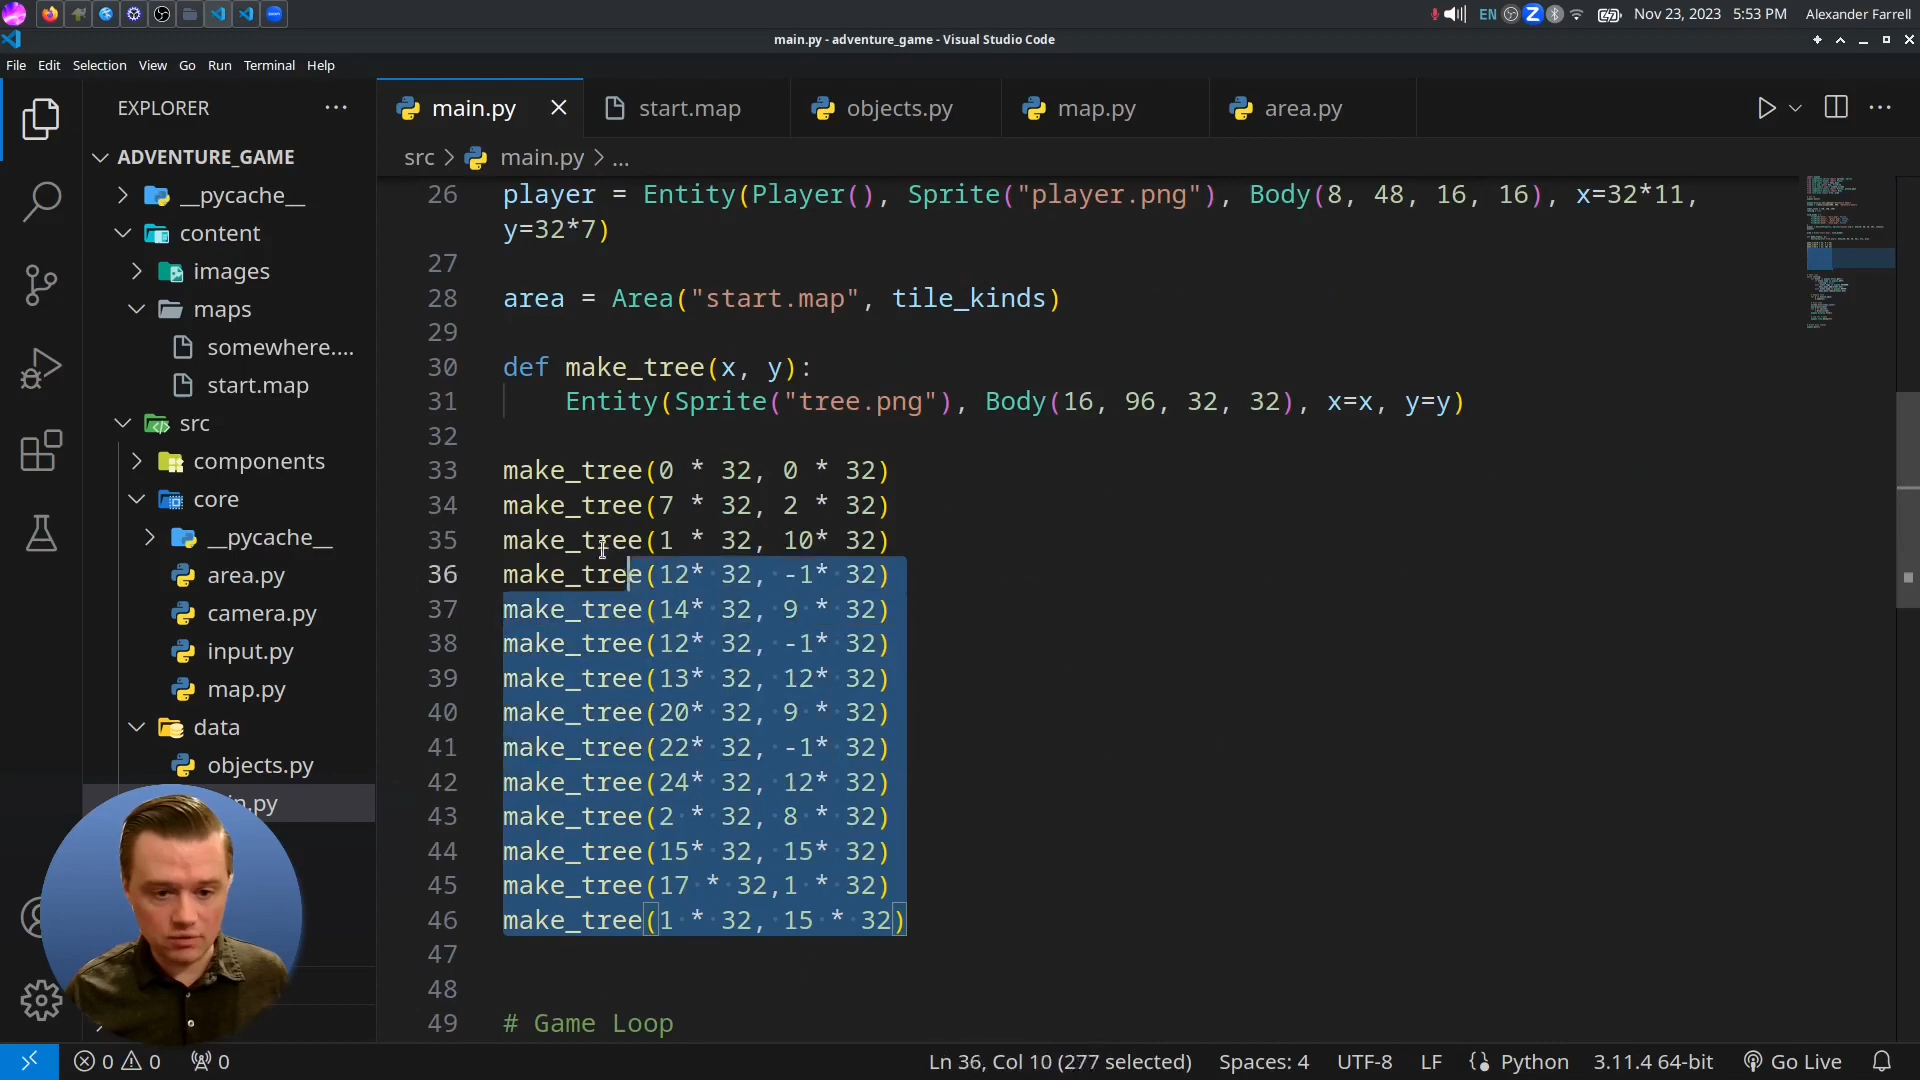 EN
Nov 23, 2023 5:53 PM Alexander Farrell
main.py - adventure_game - Visual Studio Code
File Edit Selection View Go Run Terminal Help
EXPLORER
main.py start.map objects.py map.py area.py
ADVENTURE_GAME
__pycache__
content
images
maps
somewhere....
start.map
src
components
core
__pycache__
area.py
camera.py
input.py
map.py
data
objects.py
src > main.py > ...
26 player = Entity(Player(), Sprite("player.png"), Body(8, 48, 16, 16), x=32*11,
y=32*7)
27
28 area = Area("start.map", tile_kinds)
29
30 def make_tree(x, y):
31 Entity(Sprite("tree.png"), Body(16, 96, 32, 32), x=x, y=y)
32
33 make_tree(0 * 32, 0 * 32)
34 make_tree(7 * 32, 2 * 32)
35 make_tree(1 * 32, 10* 32)
36 make_tree(12* 32, -1* 32)
37 make_tree(14* 32, 9 * 32)
38 make_tree(12* 32, -1* 32)
39 make_tree(13* 32, 12* 32)
40 make_tree(20* 32, 9 * 32)
41 make_tree(22* 32, -1* 32)
42 make_tree(24* 32, 12* 32)
43 make_tree(2 * 32, 8 * 32)
44 make_tree(15* 32, 15* 32)
45 make_tree(17 * 32,1 * 32)
46 make_tree(1 * 32, 15 * 32)
47
48
49 # Game Loop
0 0 0
Ln 36, Col 10 (277 selected) Spaces: 4 UTF-8 LF Python 3.11.4 64-bit Go Live